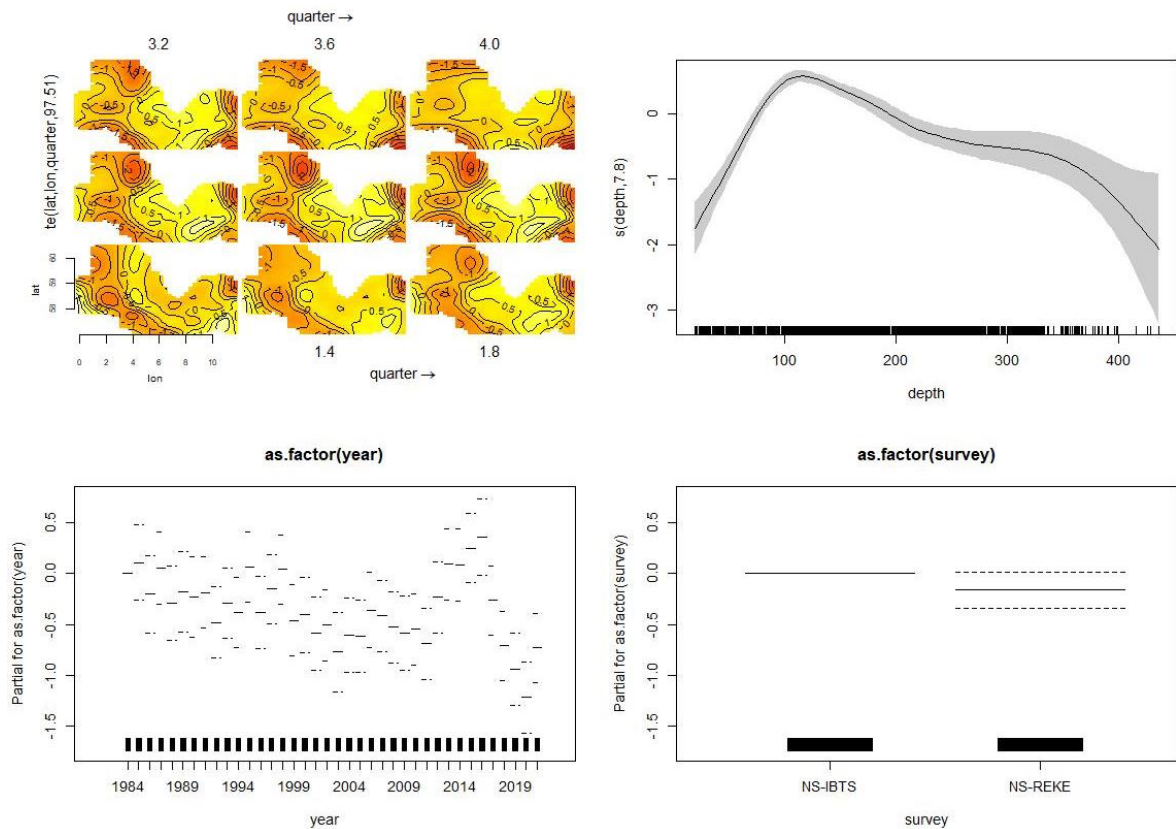 quarter →
3.2 3.6 4.0
te(lat,lon,quarter,97.51)
lat
58 59 60
0 2 4 6 8 10
lon
1.4 1.8
quarter →
s(depth,7.8)
0
-1
-2
-3
100 200 300 400
depth
as.factor(year)
Partial for as.factor(year)
0.5
0.0
-0.5
-1.0
-1.5
1984 1989 1994 1999 2004 2009 2014 2019
year
as.factor(survey)
Partial for as.factor(survey)
0.5
0.0
-0.5
-1.0
-1.5
NS-IBTS NS-REKE
survey